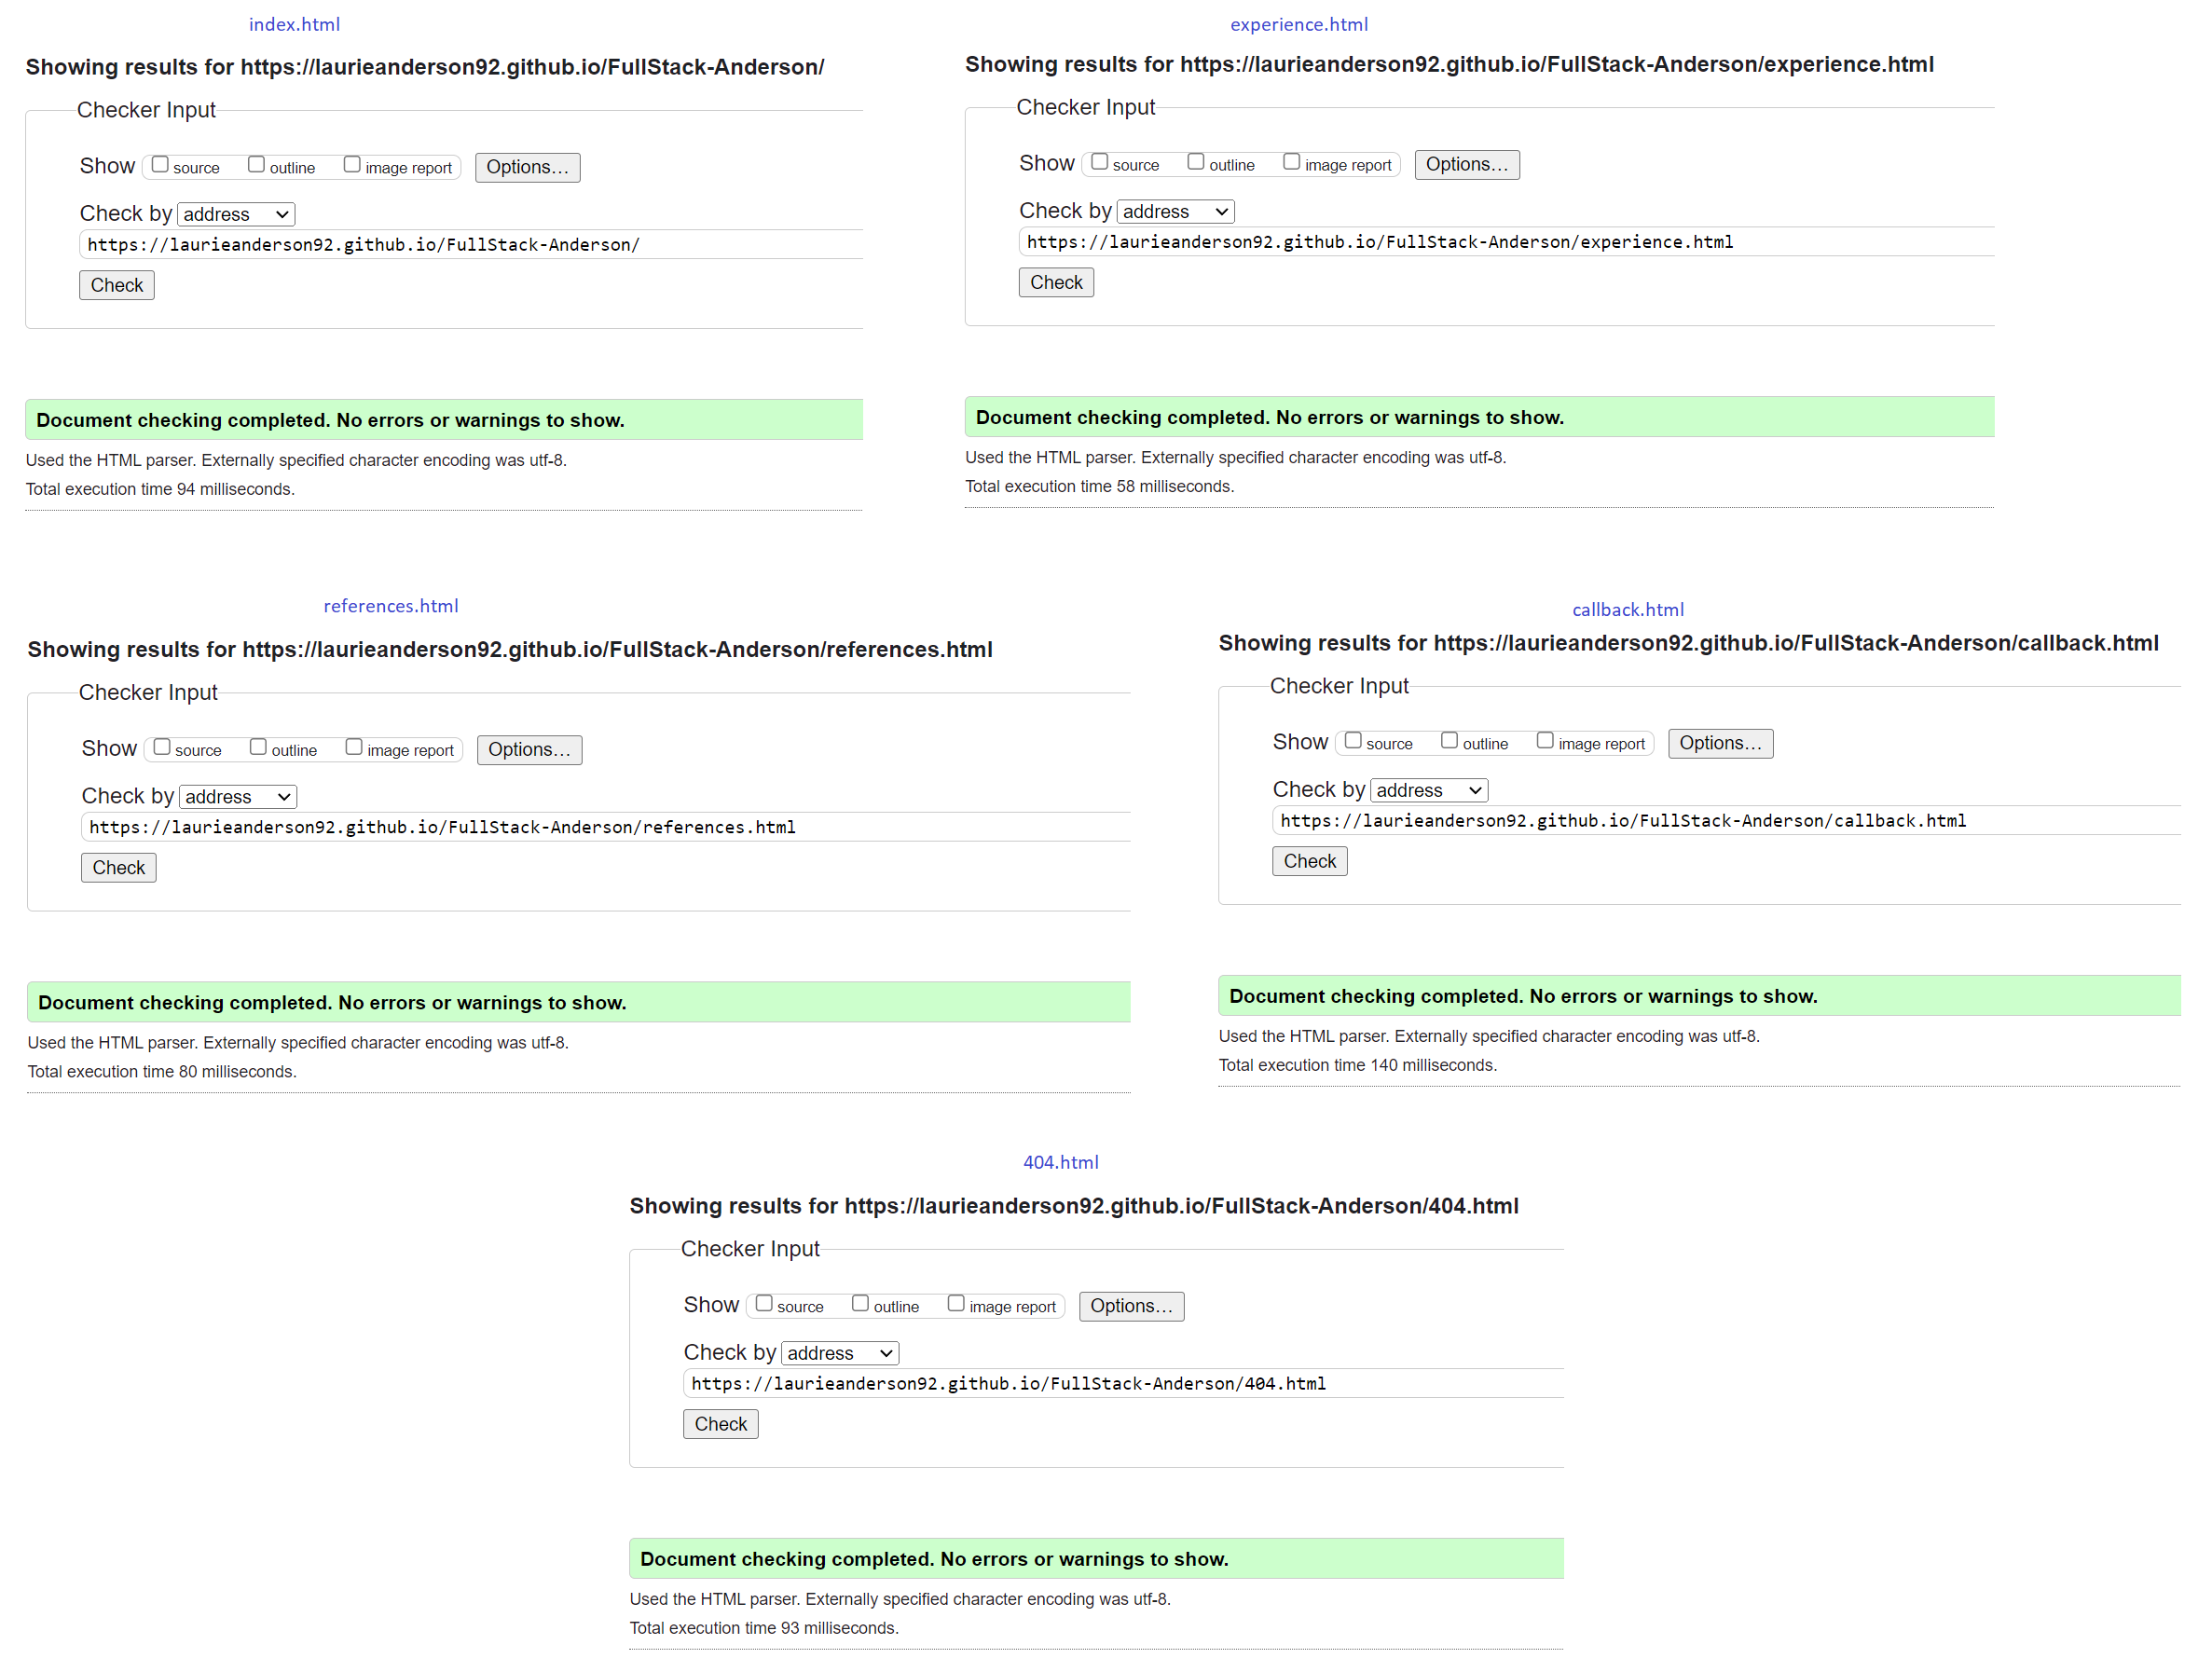 index.html
Showing results for https://laurieanderson92.github.io/FullStack-Anderson/
Checker Input
Show source outline image report Options...
Check by address
https://laurieanderson92.github.io/FullStack-Anderson/
Check
Document checking completed. No errors or warnings to show.
Used the HTML parser. Externally specified character encoding was utf-8.
Total execution time 94 milliseconds.
experience.html
Showing results for https://laurieanderson92.github.io/FullStack-Anderson/experience.html
Checker Input
Show source outline image report Options...
Check by address
https://laurieanderson92.github.io/FullStack-Anderson/experience.html
Check
Document checking completed. No errors or warnings to show.
Used the HTML parser. Externally specified character encoding was utf-8.
Total execution time 58 milliseconds.
references.html
Showing results for https://laurieanderson92.github.io/FullStack-Anderson/references.html
Checker Input
Show source outline image report Options...
Check by address
https://laurieanderson92.github.io/FullStack-Anderson/references.html
Check
Document checking completed. No errors or warnings to show.
Used the HTML parser. Externally specified character encoding was utf-8.
Total execution time 80 milliseconds.
callback.html
Showing results for https://laurieanderson92.github.io/FullStack-Anderson/callback.html
Checker Input
Show source outline image report Options...
Check by address
https://laurieanderson92.github.io/FullStack-Anderson/callback.html
Check
Document checking completed. No errors or warnings to show.
Used the HTML parser. Externally specified character encoding was utf-8.
Total execution time 140 milliseconds.
404.html
Showing results for https://laurieanderson92.github.io/FullStack-Anderson/404.html
Checker Input
Show source outline image report Options...
Check by address
https://laurieanderson92.github.io/FullStack-Anderson/404.html
Check
Document checking completed. No errors or warnings to show.
Used the HTML parser. Externally specified character encoding was utf-8.
Total execution time 93 milliseconds.